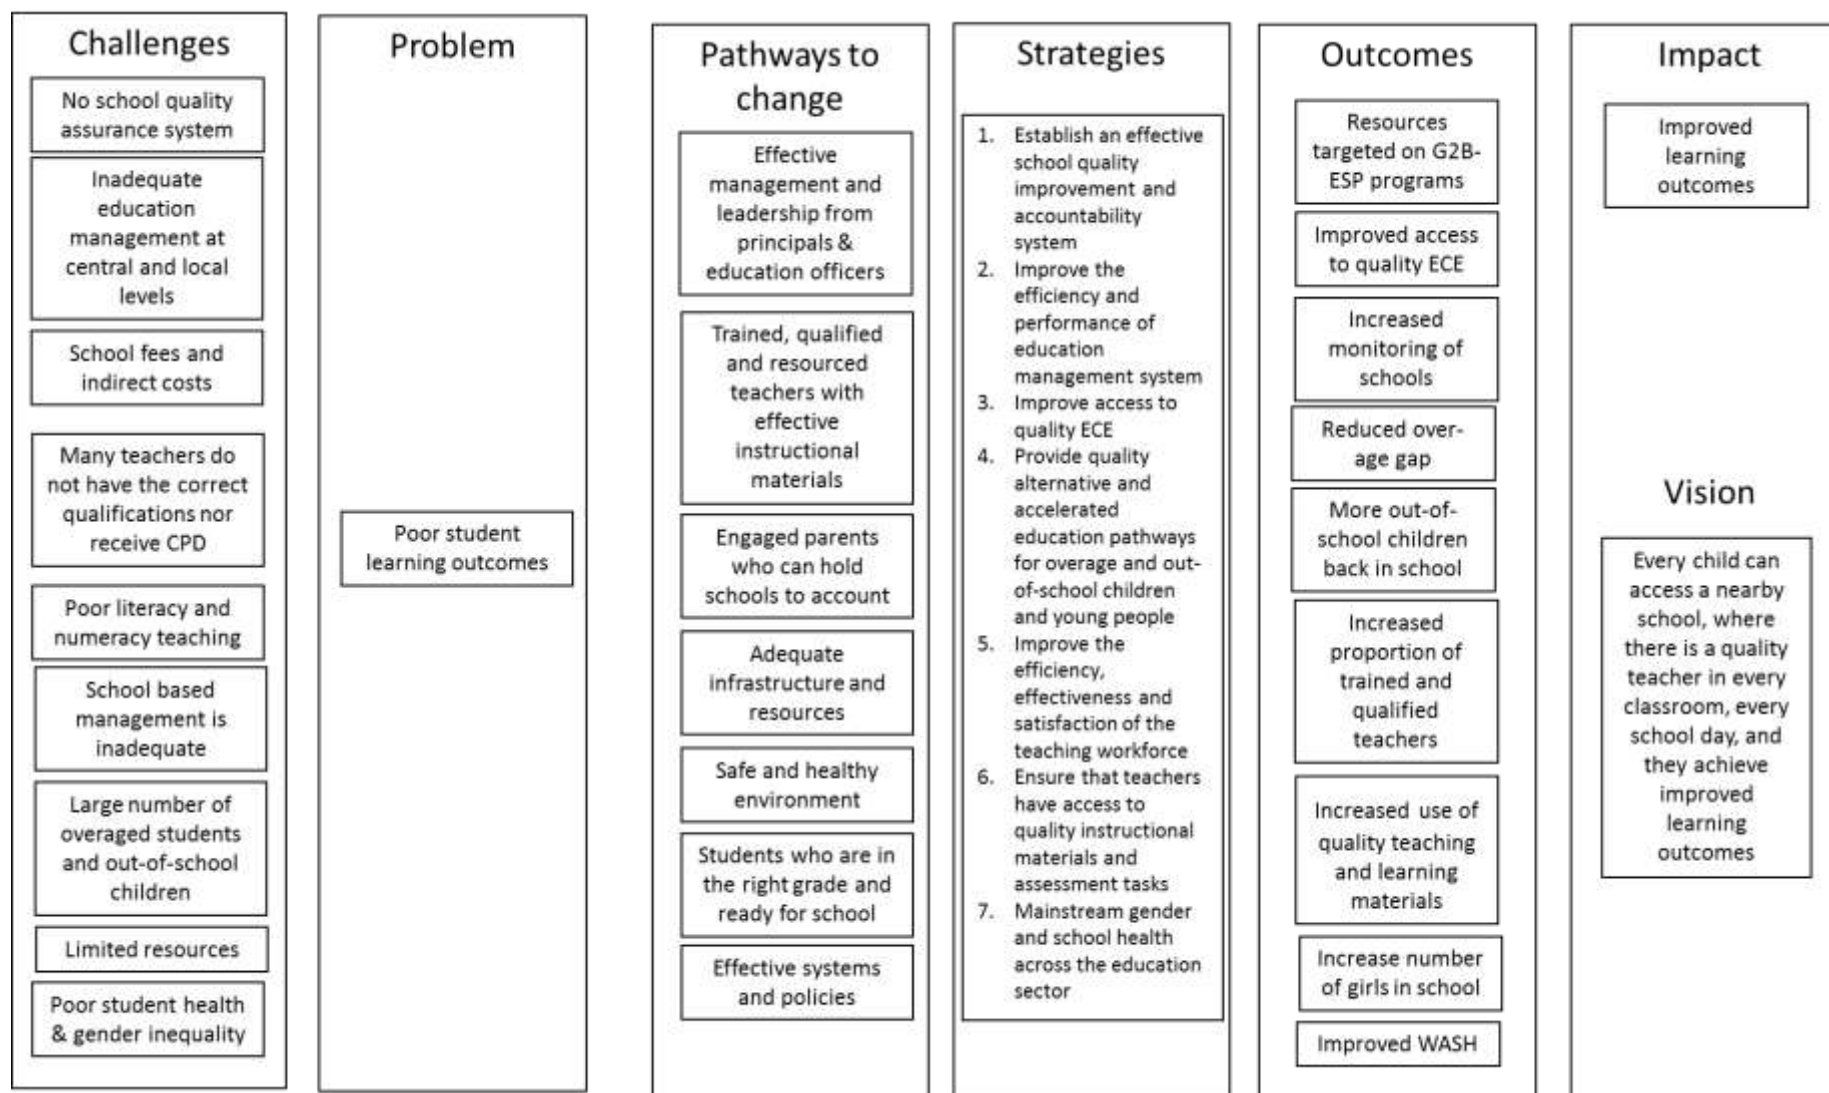 Challenges
No school quality
assurance system
Inadequate
education
management at
central and local
levels
School fees and
indirect costs
Many teachers do
not have the correct
qualifications nor
receive CPD
Poor literacy and
numeracy teaching
School based
management is
inadequate
Large number of
overaged students
and out-of-school
children
Limited resources
Poor student health
& gender inequality
Problem
Poor student
learning outcomes
Pathways to
change
Effective
management and
leadership from
principals &
education officers
Trained, qualified
and resourced
teachers with
effective
instructional
materials
Engaged parents
who can hold
schools to account
Adequate
infrastructure and
resources
Safe and healthy
environment
Students who are in
the right grade and
ready for school
Effective systems
and policies
Strategies
1. Establish an effective
school quality
improvement and
accountability
system
2. Improve the
efficiency and
performance of
education
management system
3. Improve access to
quality ECE
4. Provide quality
alternative and
accelerated
education pathways
for overage and out-
of-school children
and young people
5. Improve the
efficiency,
effectiveness and
satisfaction of the
teaching workforce
6. Ensure that teachers
have access to
quality instructional
materials and
assessment tasks
7. Mainstream gender
and school health
across the education
sector
Outcomes
Resources
targeted on G2B-
ESP programs
Improved access
to quality ECE
Increased
monitoring of
schools
Reduced over-
age gap
More out-of-
school children
back in school
Increased
proportion of
trained and
qualified
teachers
Increased use of
quality teaching
and learning
materials
Increase number
of girls in school
Improved WASH
Impact
Improved
learning
outcomes
Vision
Every child can
access a nearby
school, where
there is a quality
teacher in every
classroom, every
school day, and
they achieve
improved
learning
outcomes